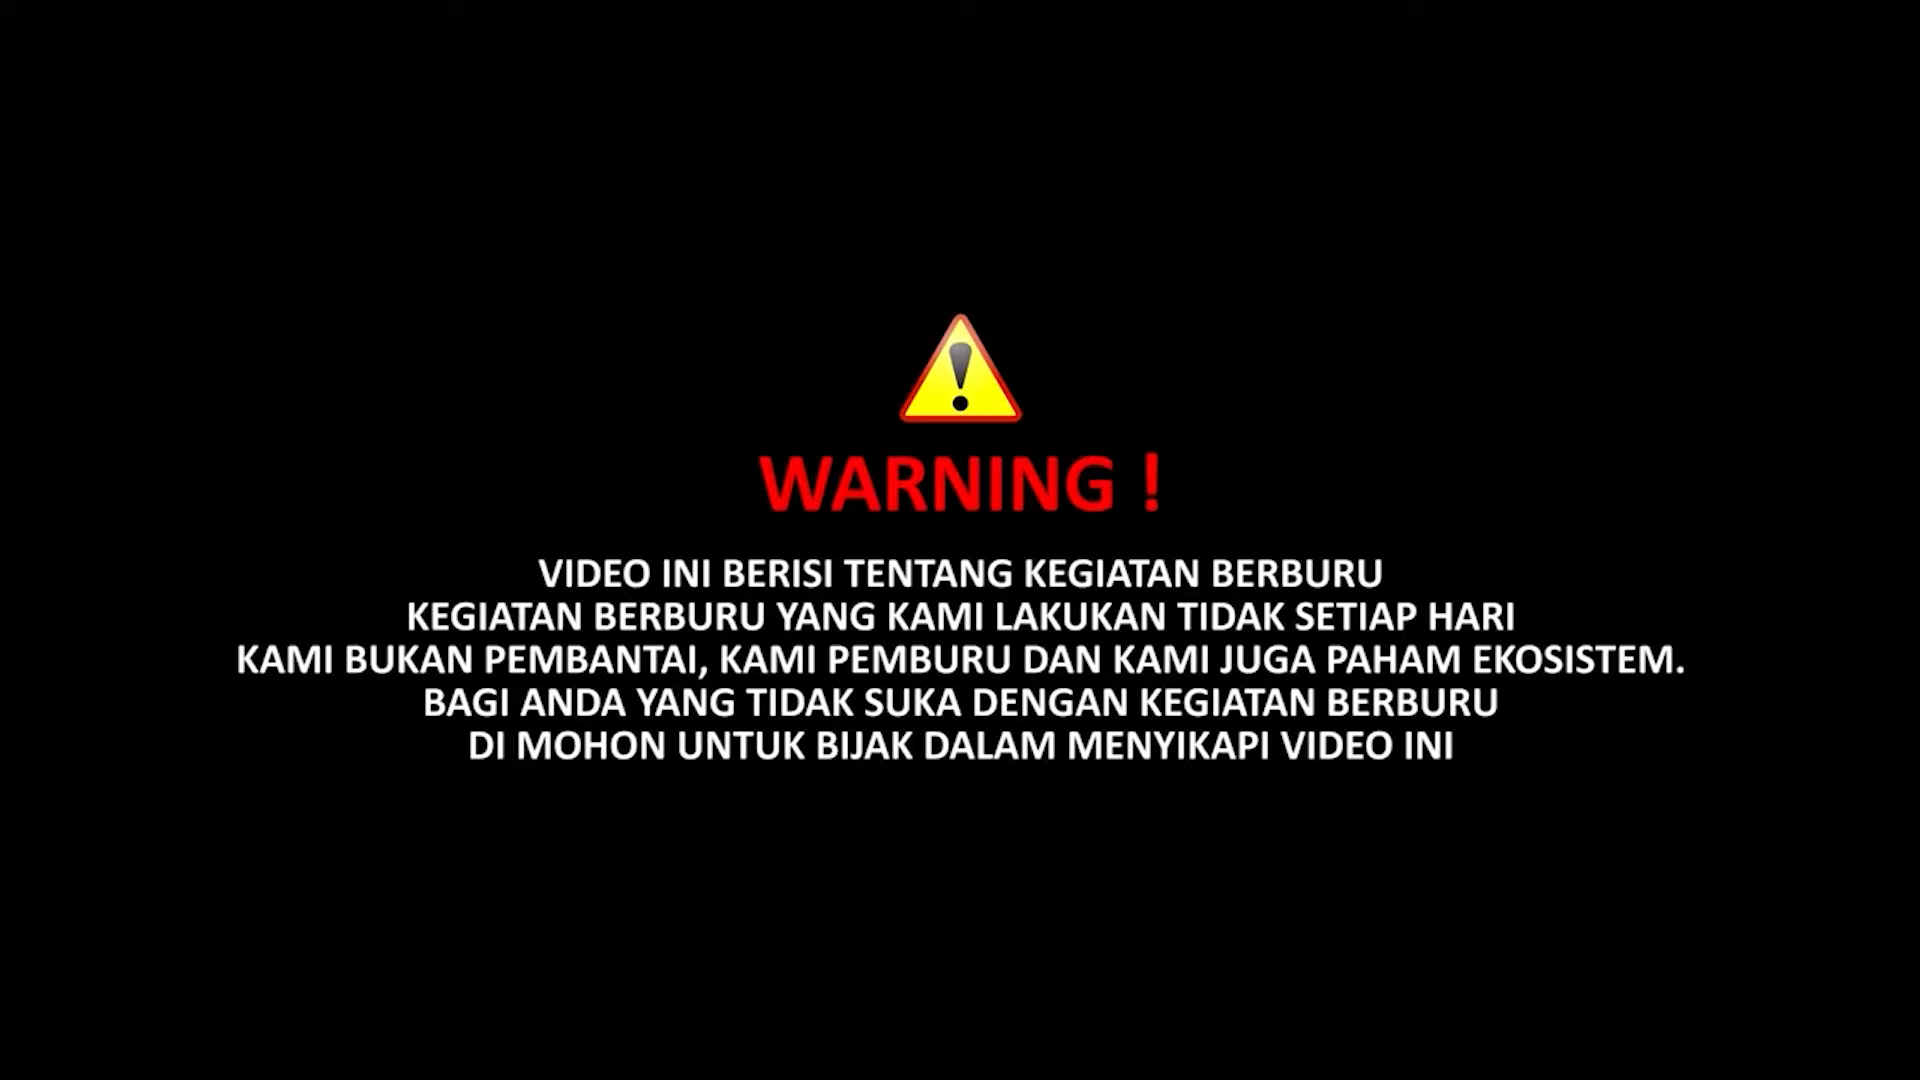 WARNING !
VIDEO INI BERISI TENTANG KEGIATAN BERBURU
KEGIATAN BERBURU YANG KAMI LAKUKAN TIDAK SETIAP HARI
KAMI BUKAN PEMBANTAI, KAMI PEMBURU DAN KAMI JUGA PAHAM EKOSISTEM.
BAGI ANDA YANG TIDAK SUKA DENGAN KEGIATAN BERBURU
DI MOHON UNTUK BIJAK DALAM MENYIKAPI VIDEO INI